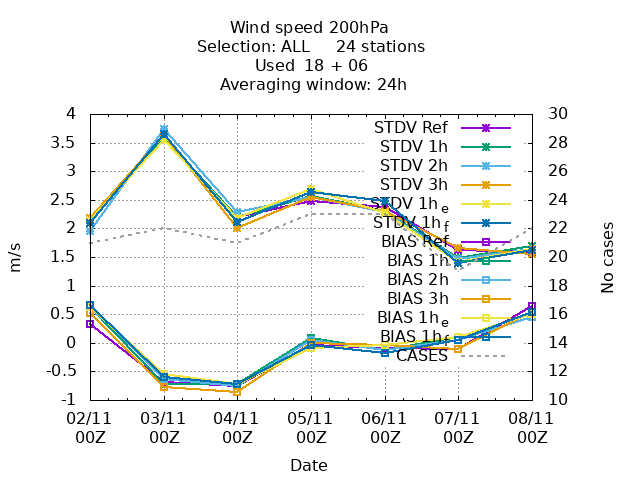 Wind speed 200hPa
Selection: ALL     24 stations
Used  18 + 06
Averaging window: 24h
4
3.5
3
2.5
2
1.5
1
0.5
0
-0.5
-1
m/s
30
28
26
24
22
20
18
16
14
12
10
No cases
STDV Ref
STDV 1h
STDV 2h
STDV 3h
STDV 1he
STDV 1hf
BIAS Ref
BIAS 1h
BIAS 2h
BIAS 3h
BIAS 1he
BIAS 1hf
CASES
02/11 03/11 04/11 05/11 06/11 07/11 08/11
00Z 00Z 00Z 00Z 00Z 00Z 00Z
Date